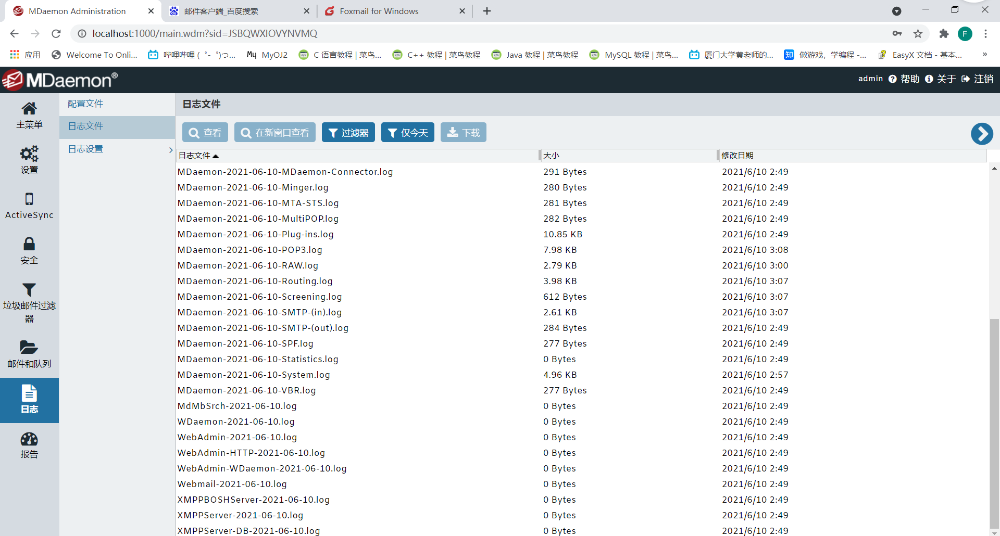 MDaemon Administration
邮件客户端_百度搜索
Foxmail for Windows
localhost:1000/main.wdm?sid=JSBQWXIOVYNVMQ
F
应用
Welcome To Onli...
哔哩哔哩 ( ゜- ゜)つ...
My MyOJ2
C 语言教程 | 菜鸟...
C++ 教程 | 菜鸟教程
Java 教程 | 菜鸟教程
MySQL 教程 | 菜鸟...
厦门大学黄老师的...
知 做游戏，学编程 -...
EasyX 文档 - 基本...
»
MDaemon®
admin 帮助 关于 注销
主菜单
设置
ActiveSync
安全
垃圾邮件过滤
器
邮件和队列
日志
报告
配置文件
日志文件
日志设置
日志文件
查看 在新窗口查看 过滤器 仅今天 下载
日志文件 大小 修改日期
MDaemon-2021-06-10-MDaemon-Connector.log 291 Bytes 2021/6/10 2:49
MDaemon-2021-06-10-Minger.log 280 Bytes 2021/6/10 2:49
MDaemon-2021-06-10-MTA-STS.log 281 Bytes 2021/6/10 2:49
MDaemon-2021-06-10-MultiPOP.log 282 Bytes 2021/6/10 2:49
MDaemon-2021-06-10-Plug-ins.log 10.85 KB 2021/6/10 2:49
MDaemon-2021-06-10-POP3.log 7.98 KB 2021/6/10 3:08
MDaemon-2021-06-10-RAW.log 2.79 KB 2021/6/10 3:00
MDaemon-2021-06-10-Routing.log 3.98 KB 2021/6/10 3:07
MDaemon-2021-06-10-Screening.log 612 Bytes 2021/6/10 3:07
MDaemon-2021-06-10-SMTP-(in).log 2.61 KB 2021/6/10 3:07
MDaemon-2021-06-10-SMTP-(out).log 284 Bytes 2021/6/10 2:49
MDaemon-2021-06-10-SPF.log 277 Bytes 2021/6/10 2:49
MDaemon-2021-06-10-Statistics.log 0 Bytes 2021/6/10 2:49
MDaemon-2021-06-10-System.log 4.96 KB 2021/6/10 2:57
MDaemon-2021-06-10-VBR.log 277 Bytes 2021/6/10 2:49
MdMbSrch-2021-06-10.log 0 Bytes 2021/6/10 2:49
WDaemon-2021-06-10.log 0 Bytes 2021/6/10 2:49
WebAdmin-2021-06-10.log 0 Bytes 2021/6/10 2:49
WebAdmin-HTTP-2021-06-10.log 0 Bytes 2021/6/10 2:49
WebAdmin-WDaemon-2021-06-10.log 0 Bytes 2021/6/10 2:49
Webmail-2021-06-10.log 0 Bytes 2021/6/10 2:49
XMPPBOSHServer-2021-06-10.log 0 Bytes 2021/6/10 2:49
XMPPServer-2021-06-10.log 0 Bytes 2021/6/10 2:49
XMPPServer-DB-2021-06-10.log 0 Bytes 2021/6/10 2:49